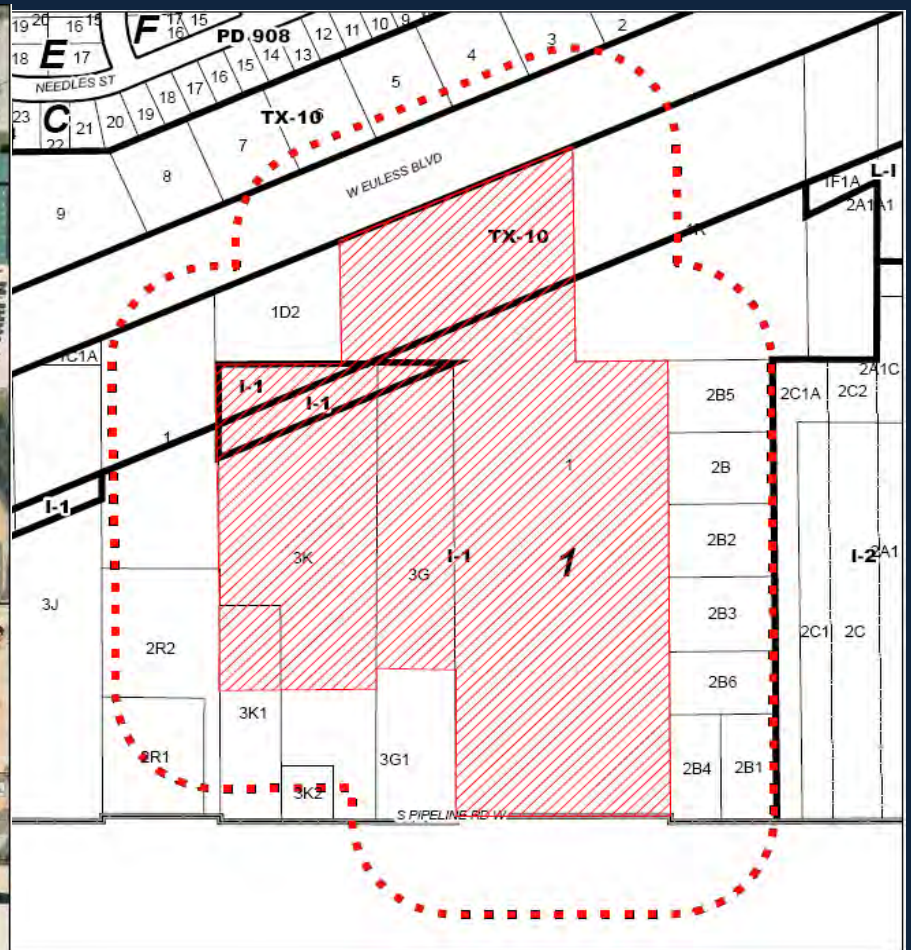 19 20 16 15
18 E 17
F 17 15
16
PD 908
12 11 10 9
13
14
15
16
17
18
19
20
21
22
23
C
NEEDLES ST
2
3
4
5
6
TX-10
7
8
9
W EULESS BLVD
TX-10
1R
1F1A
L-I
2A1A1
1D2
1C1A
1
I-1
I-1
I-1
2B5
2C1A
2C2
2A1C
2B
1
3K
3G
I-1
1
2B2
I-2
2A1
3J
2B3
2C1
2C
2R2
2B6
3K1
2R1
3G1
2B4
2B1
3K2
S PIPELINE RD W